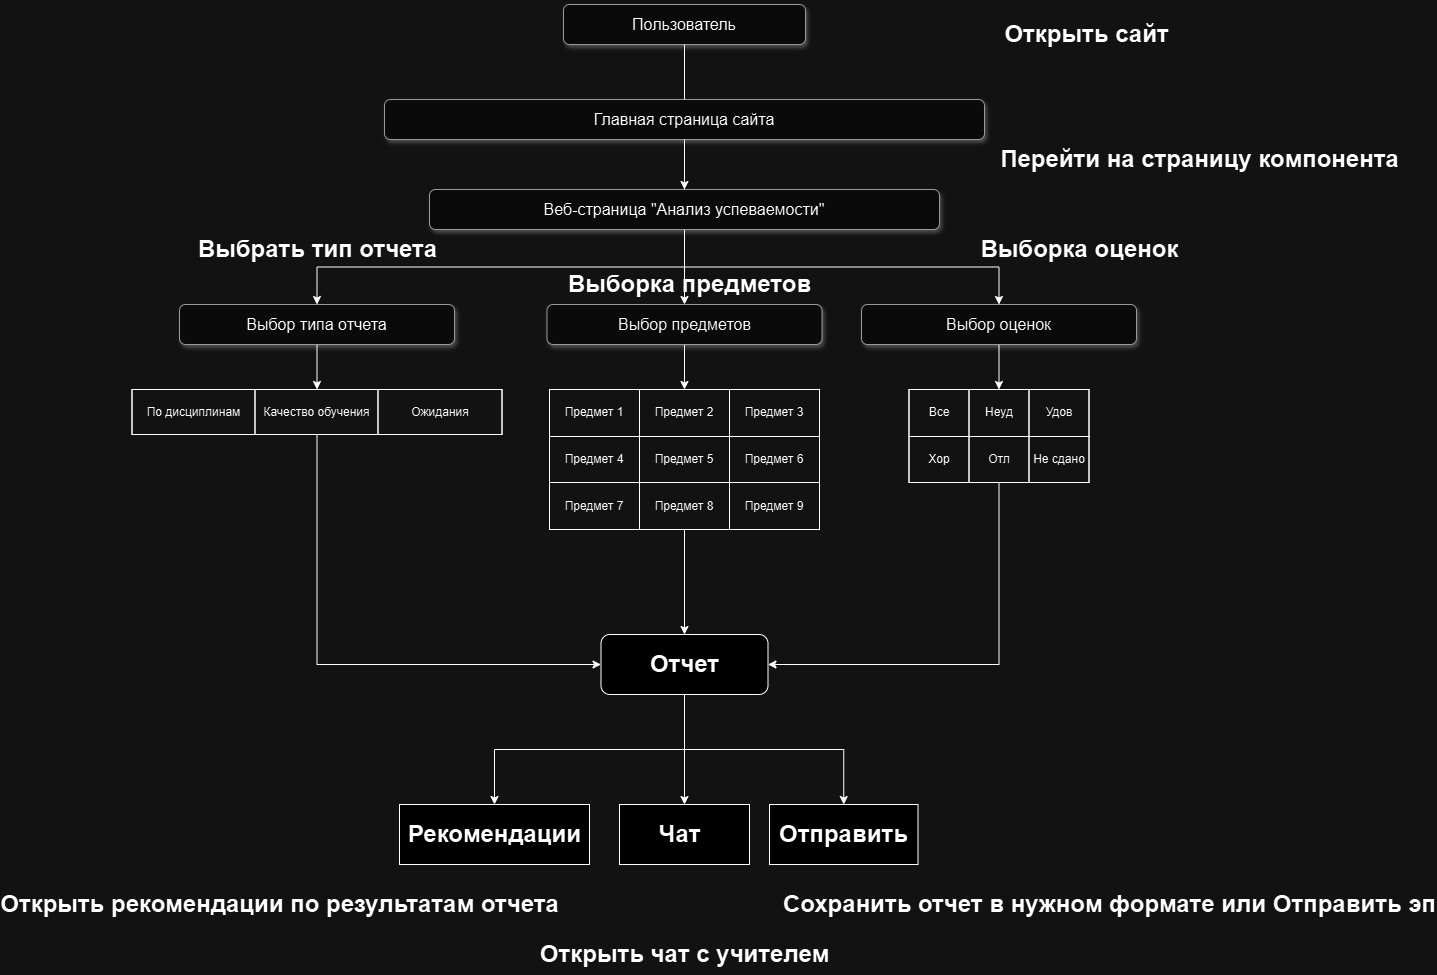 Пользователь
Открыть сайт
Главная страница сайта
Перейти на страницу компонента
Веб-страница "Анализ успеваемости"
Выбрать тип отчета
Выборка оценок
Выборка предметов
Выбор типа отчета
Выбор предметов
Выбор оценок
По дисциплинам
Качество обучения
Ожидания
Предмет 1
Предмет 2
Предмет 3
Все
Неуд
Удов
Предмет 4
Предмет 5
Предмет 6
Хор
Отл
Не сдано
Предмет 7
Предмет 8
Предмет 9
Отчет
Рекомендации
Чат
Отправить
Открыть рекомендации по результатам отчета
Сохранить отчет в нужном формате или Отправить эп
Открыть чат с учителем